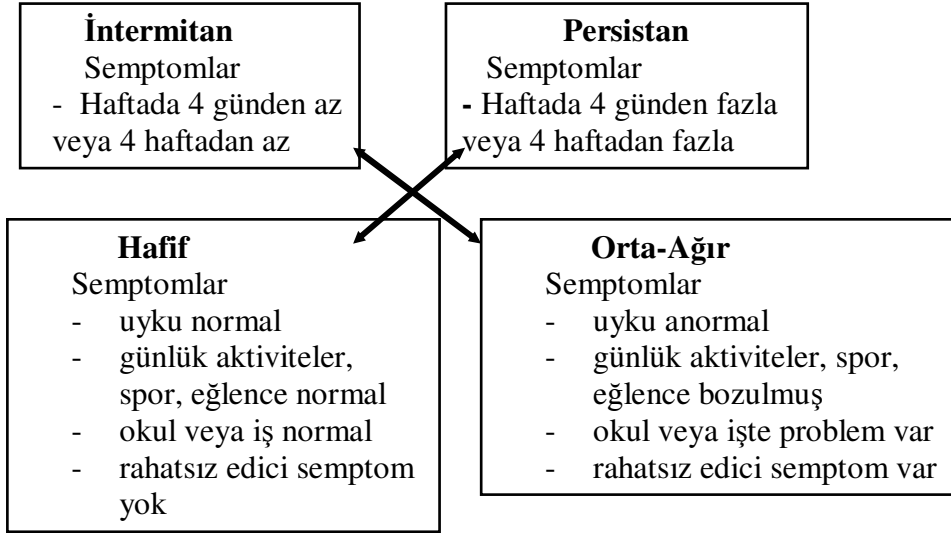 İntermitan
Semptomlar
- Haftada 4 günden az
veya 4 haftadan az
Persistan
Semptomlar
- Haftada 4 günden fazla
veya 4 haftadan fazla
Hafif
Semptomlar
- uyku normal
- günlük aktiviteler,
spor, eğlence normal
- okul veya iş normal
- rahatsız edici semptom
yok
Orta-Ağır
Semptomlar
- uyku anormal
- günlük aktiviteler, spor,
eğlence bozulmuş
- okul veya işte problem var
- rahatsız edici semptom var